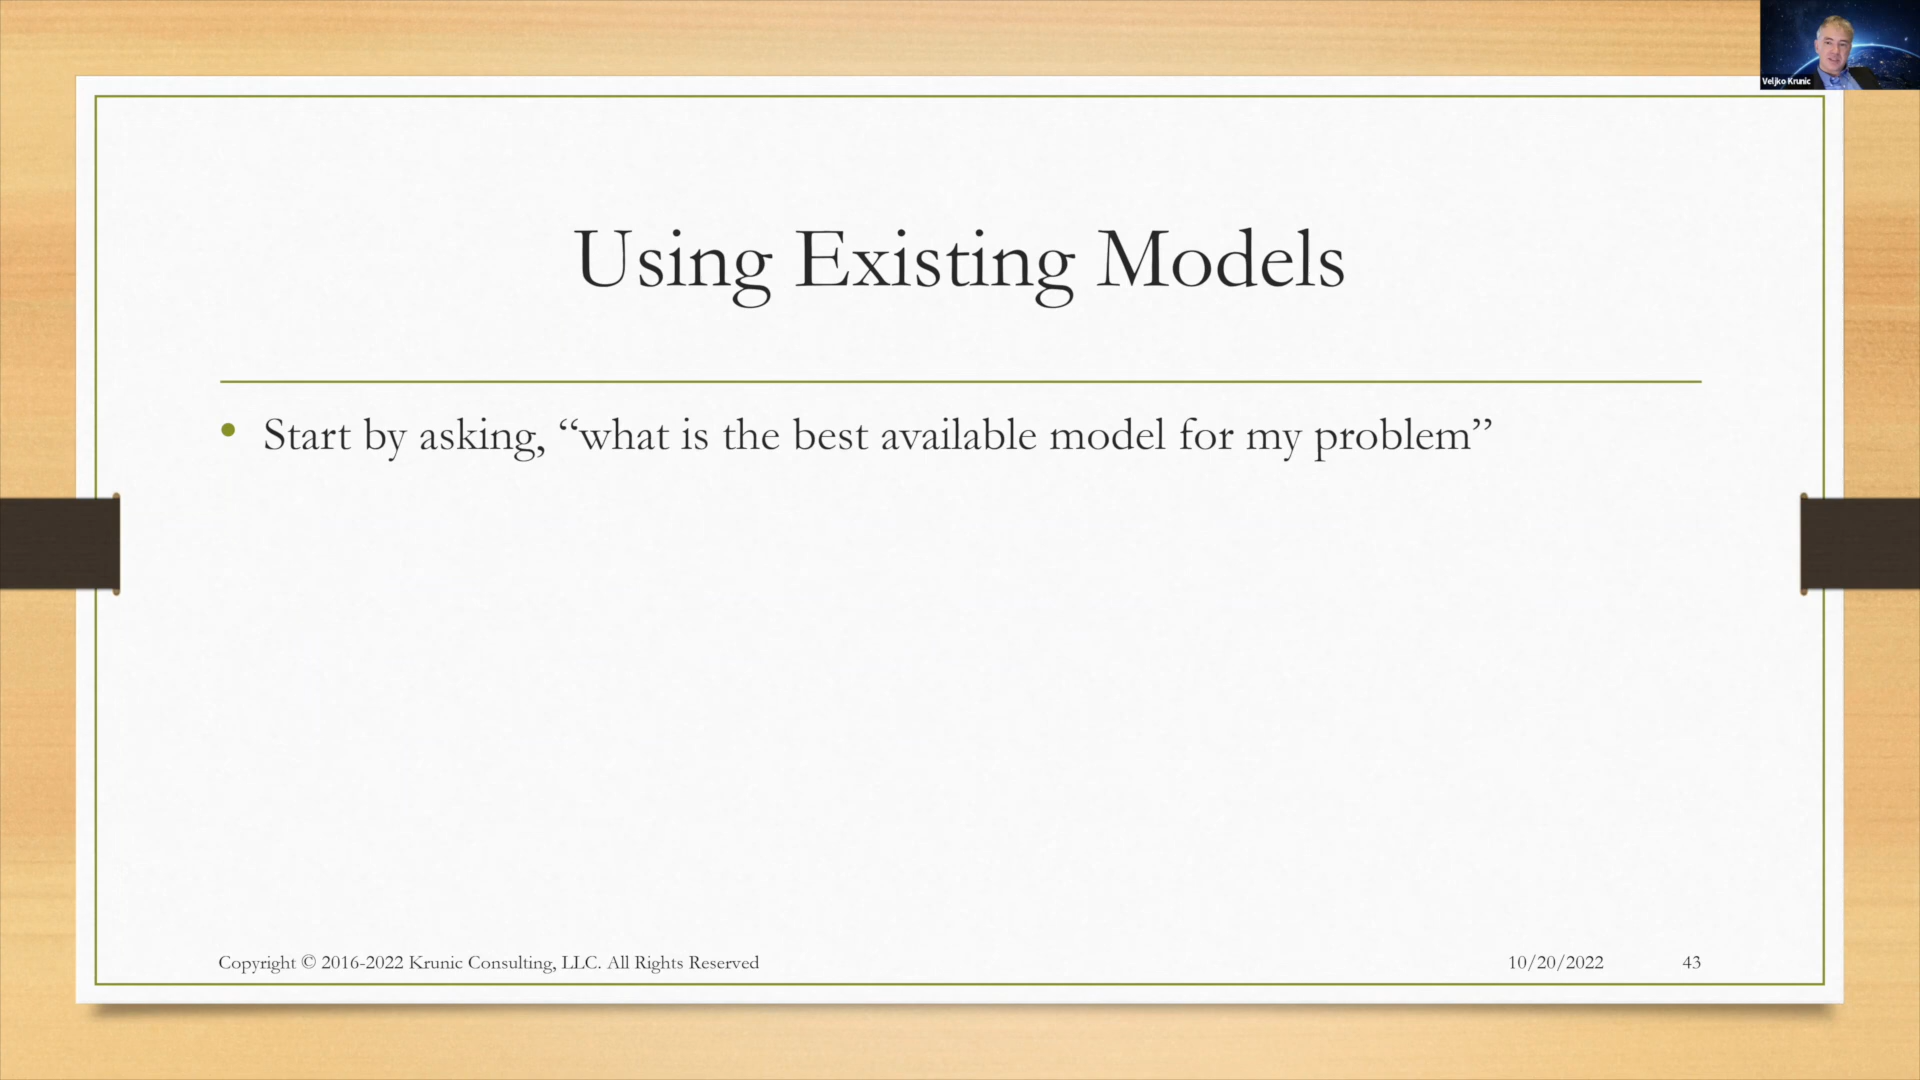 Veljko Krunic
Using Existing Models
• Start by asking, “what is the best available model for my problem”
Copyright © 2016-2022 Krunic Consulting, LLC. All Rights Reserved
10/20/2022
43